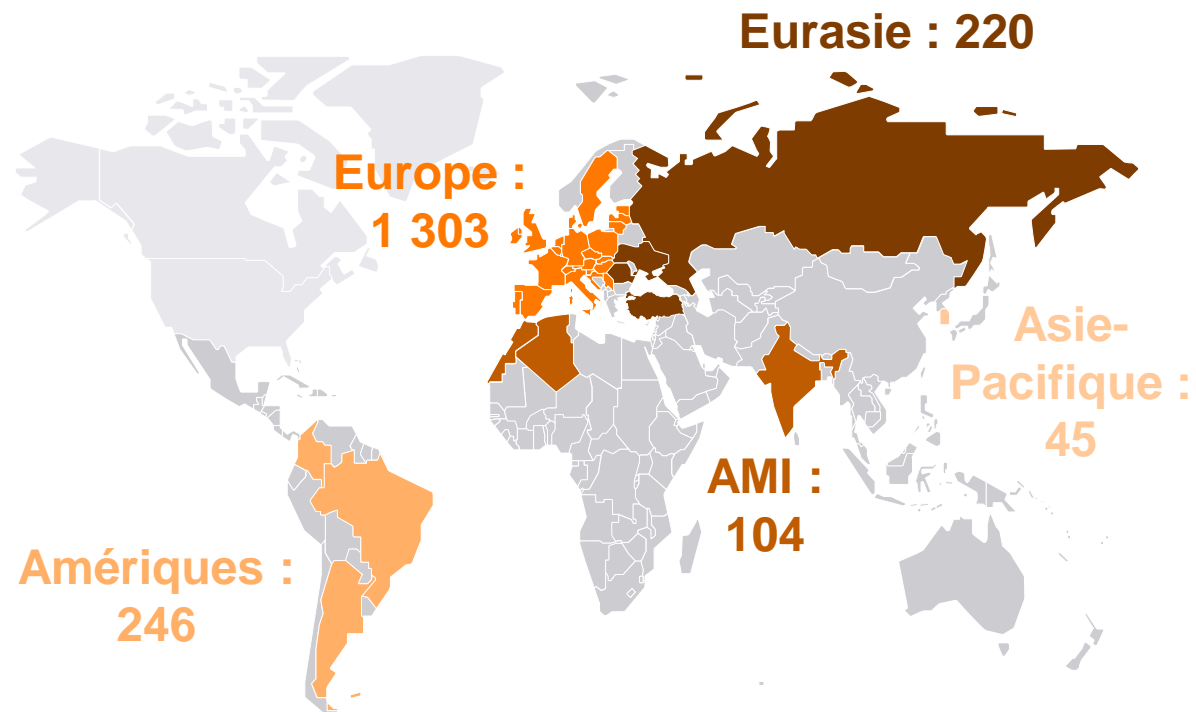 Eurasie : 220
Europe :
1 303
Asie-
Pacifique :
45
AMI :
104
Amériques :
246